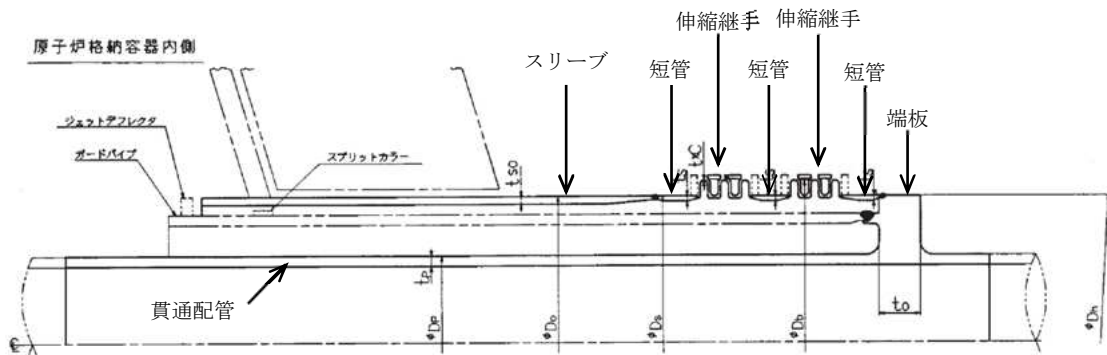 伸縮継手
伸縮継手
原子炉格納容器内側
スリーブ
短管
短管
短管
端板
ジェットデフレクタ
ガードパイプ
スプリットカラー
tso
ts
txC
貫通配管
tp
φDp
φDo
φDs
φDb
to
φDh